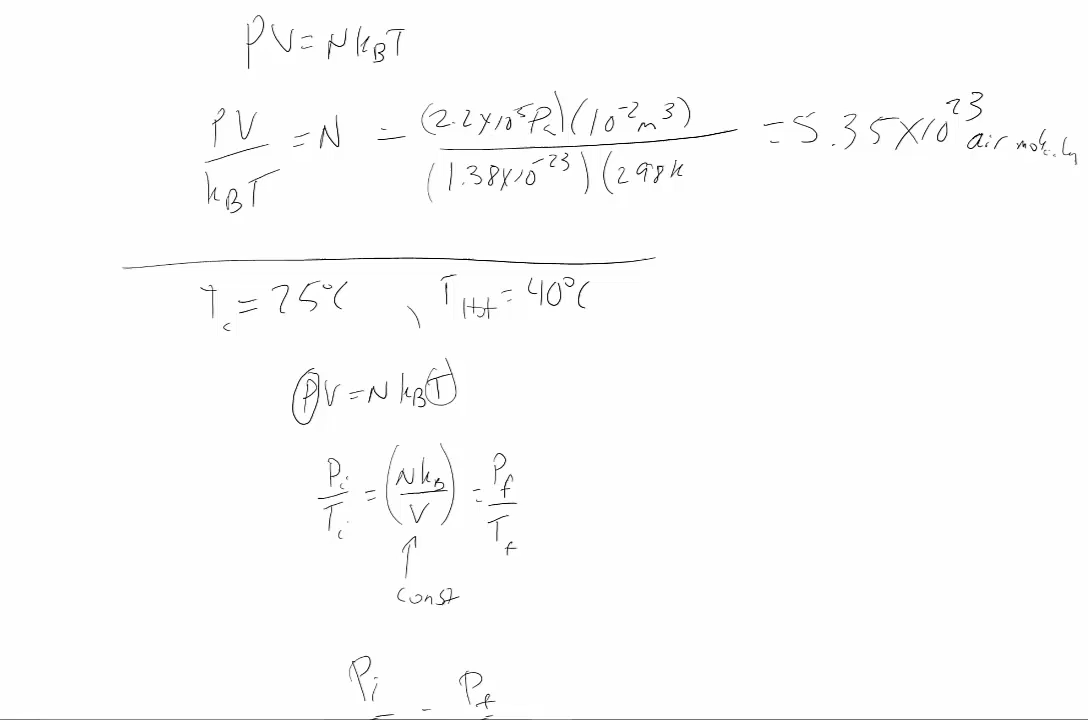 PV = Nk_BT
PV/k_BT = N = (2.2×10^5 Pa)(10^-2 m^3)/(1.38×10^-23)(298k = 5.35×10^23 air
T_c = 25°C , T_Hot = 40°C
PV = Nk_BT
P_i/T_i = (Nk_B/V) = P_f/T_f
↑
const
P_i = P_f